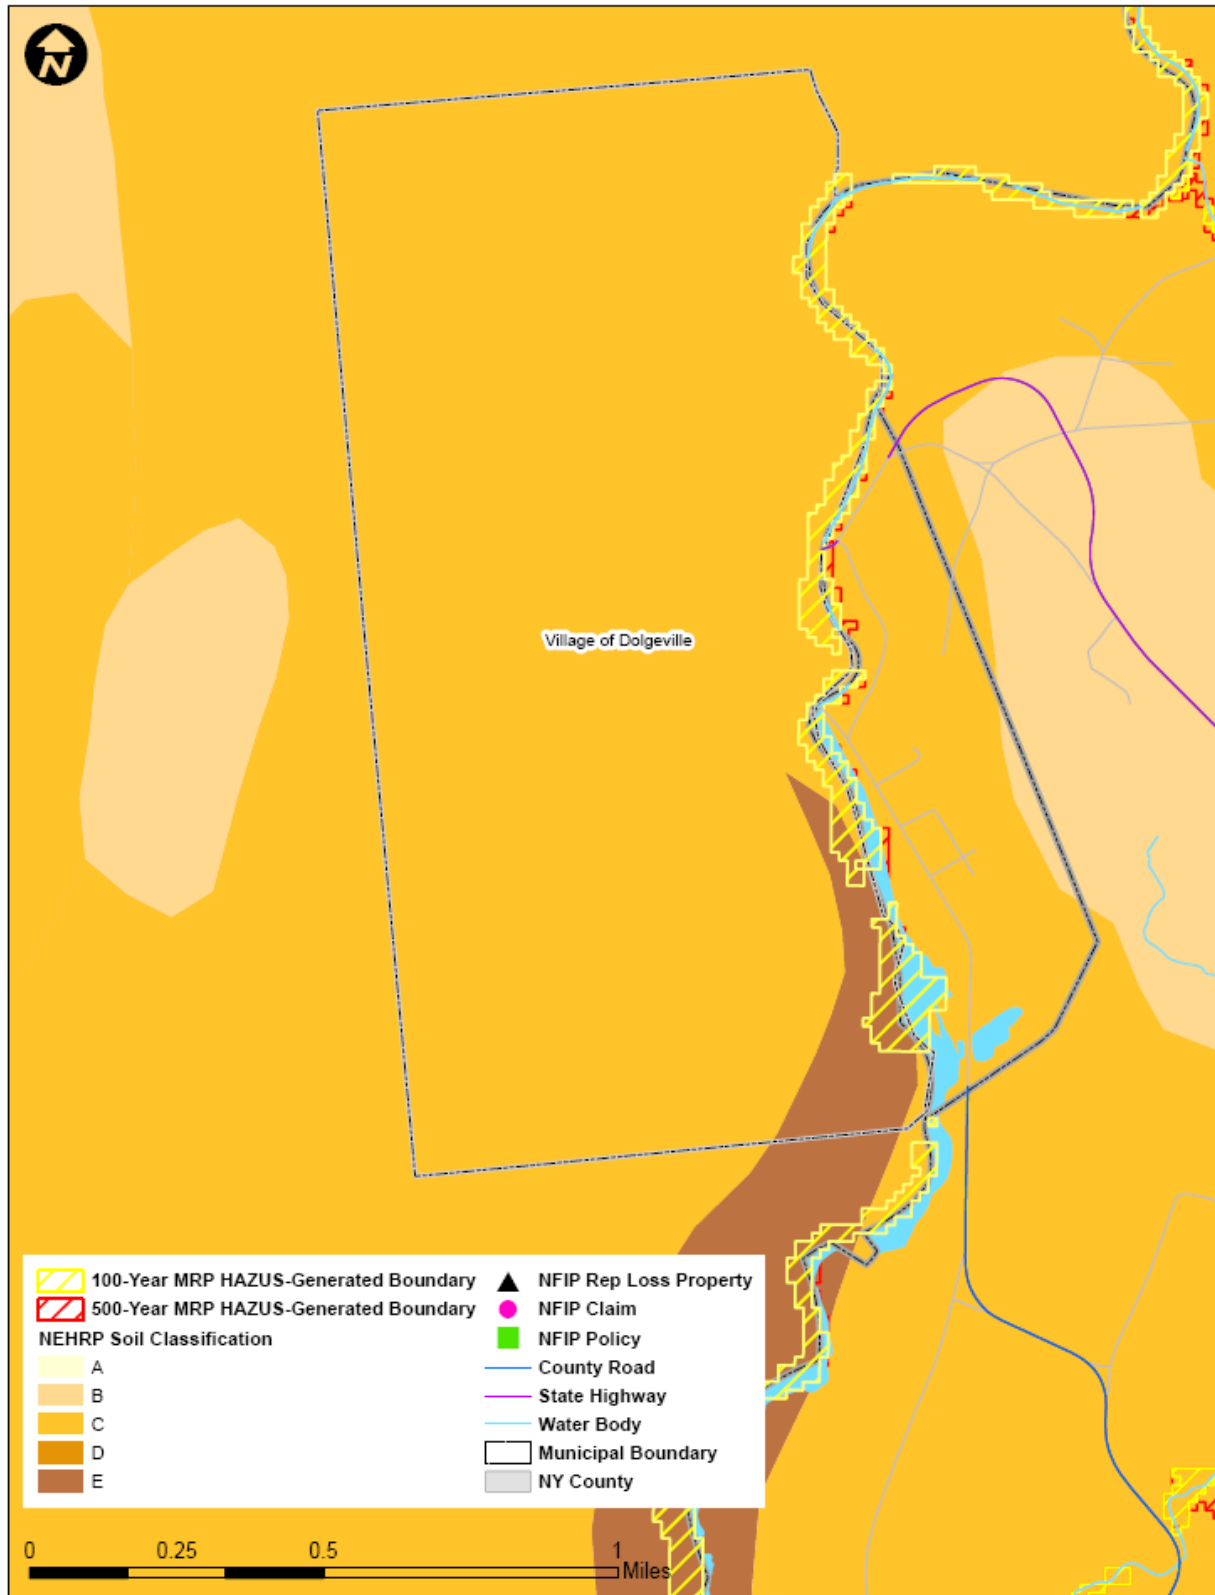 N
Village of Dolgeville
100-Year MRP HAZUS-Generated Boundary
500-Year MRP HAZUS-Generated Boundary
NEHRP Soil Classification
A
B
C
D
E
NFIP Rep Loss Property
NFIP Claim
NFIP Policy
County Road
State Highway
Water Body
Municipal Boundary
NY County
0 0.25 0.5 1
Miles